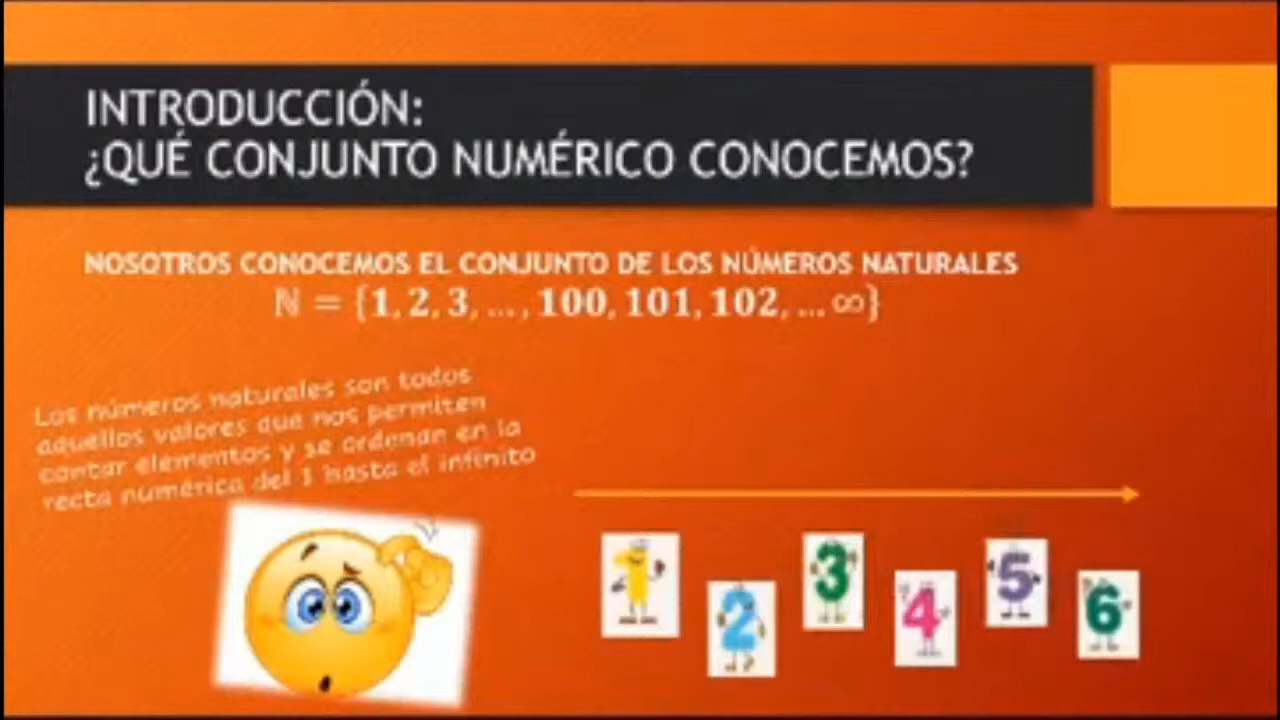 INTRODUCCIÓN:
¿QUÉ CONJUNTO NUMÉRICO CONOCEMOS?
NOSOTROS CONOCEMOS EL CONJUNTO DE LOS NÚMEROS NATURALES
ℕ = {1, 2, 3, ..., 100, 101, 102, ... ∞}
Los números naturales son todos
aquellos valores que nos permiten
contar elementos y se ordenan en la
recta numérica del 1 hasta el infinito
1 2 3 4 5 6